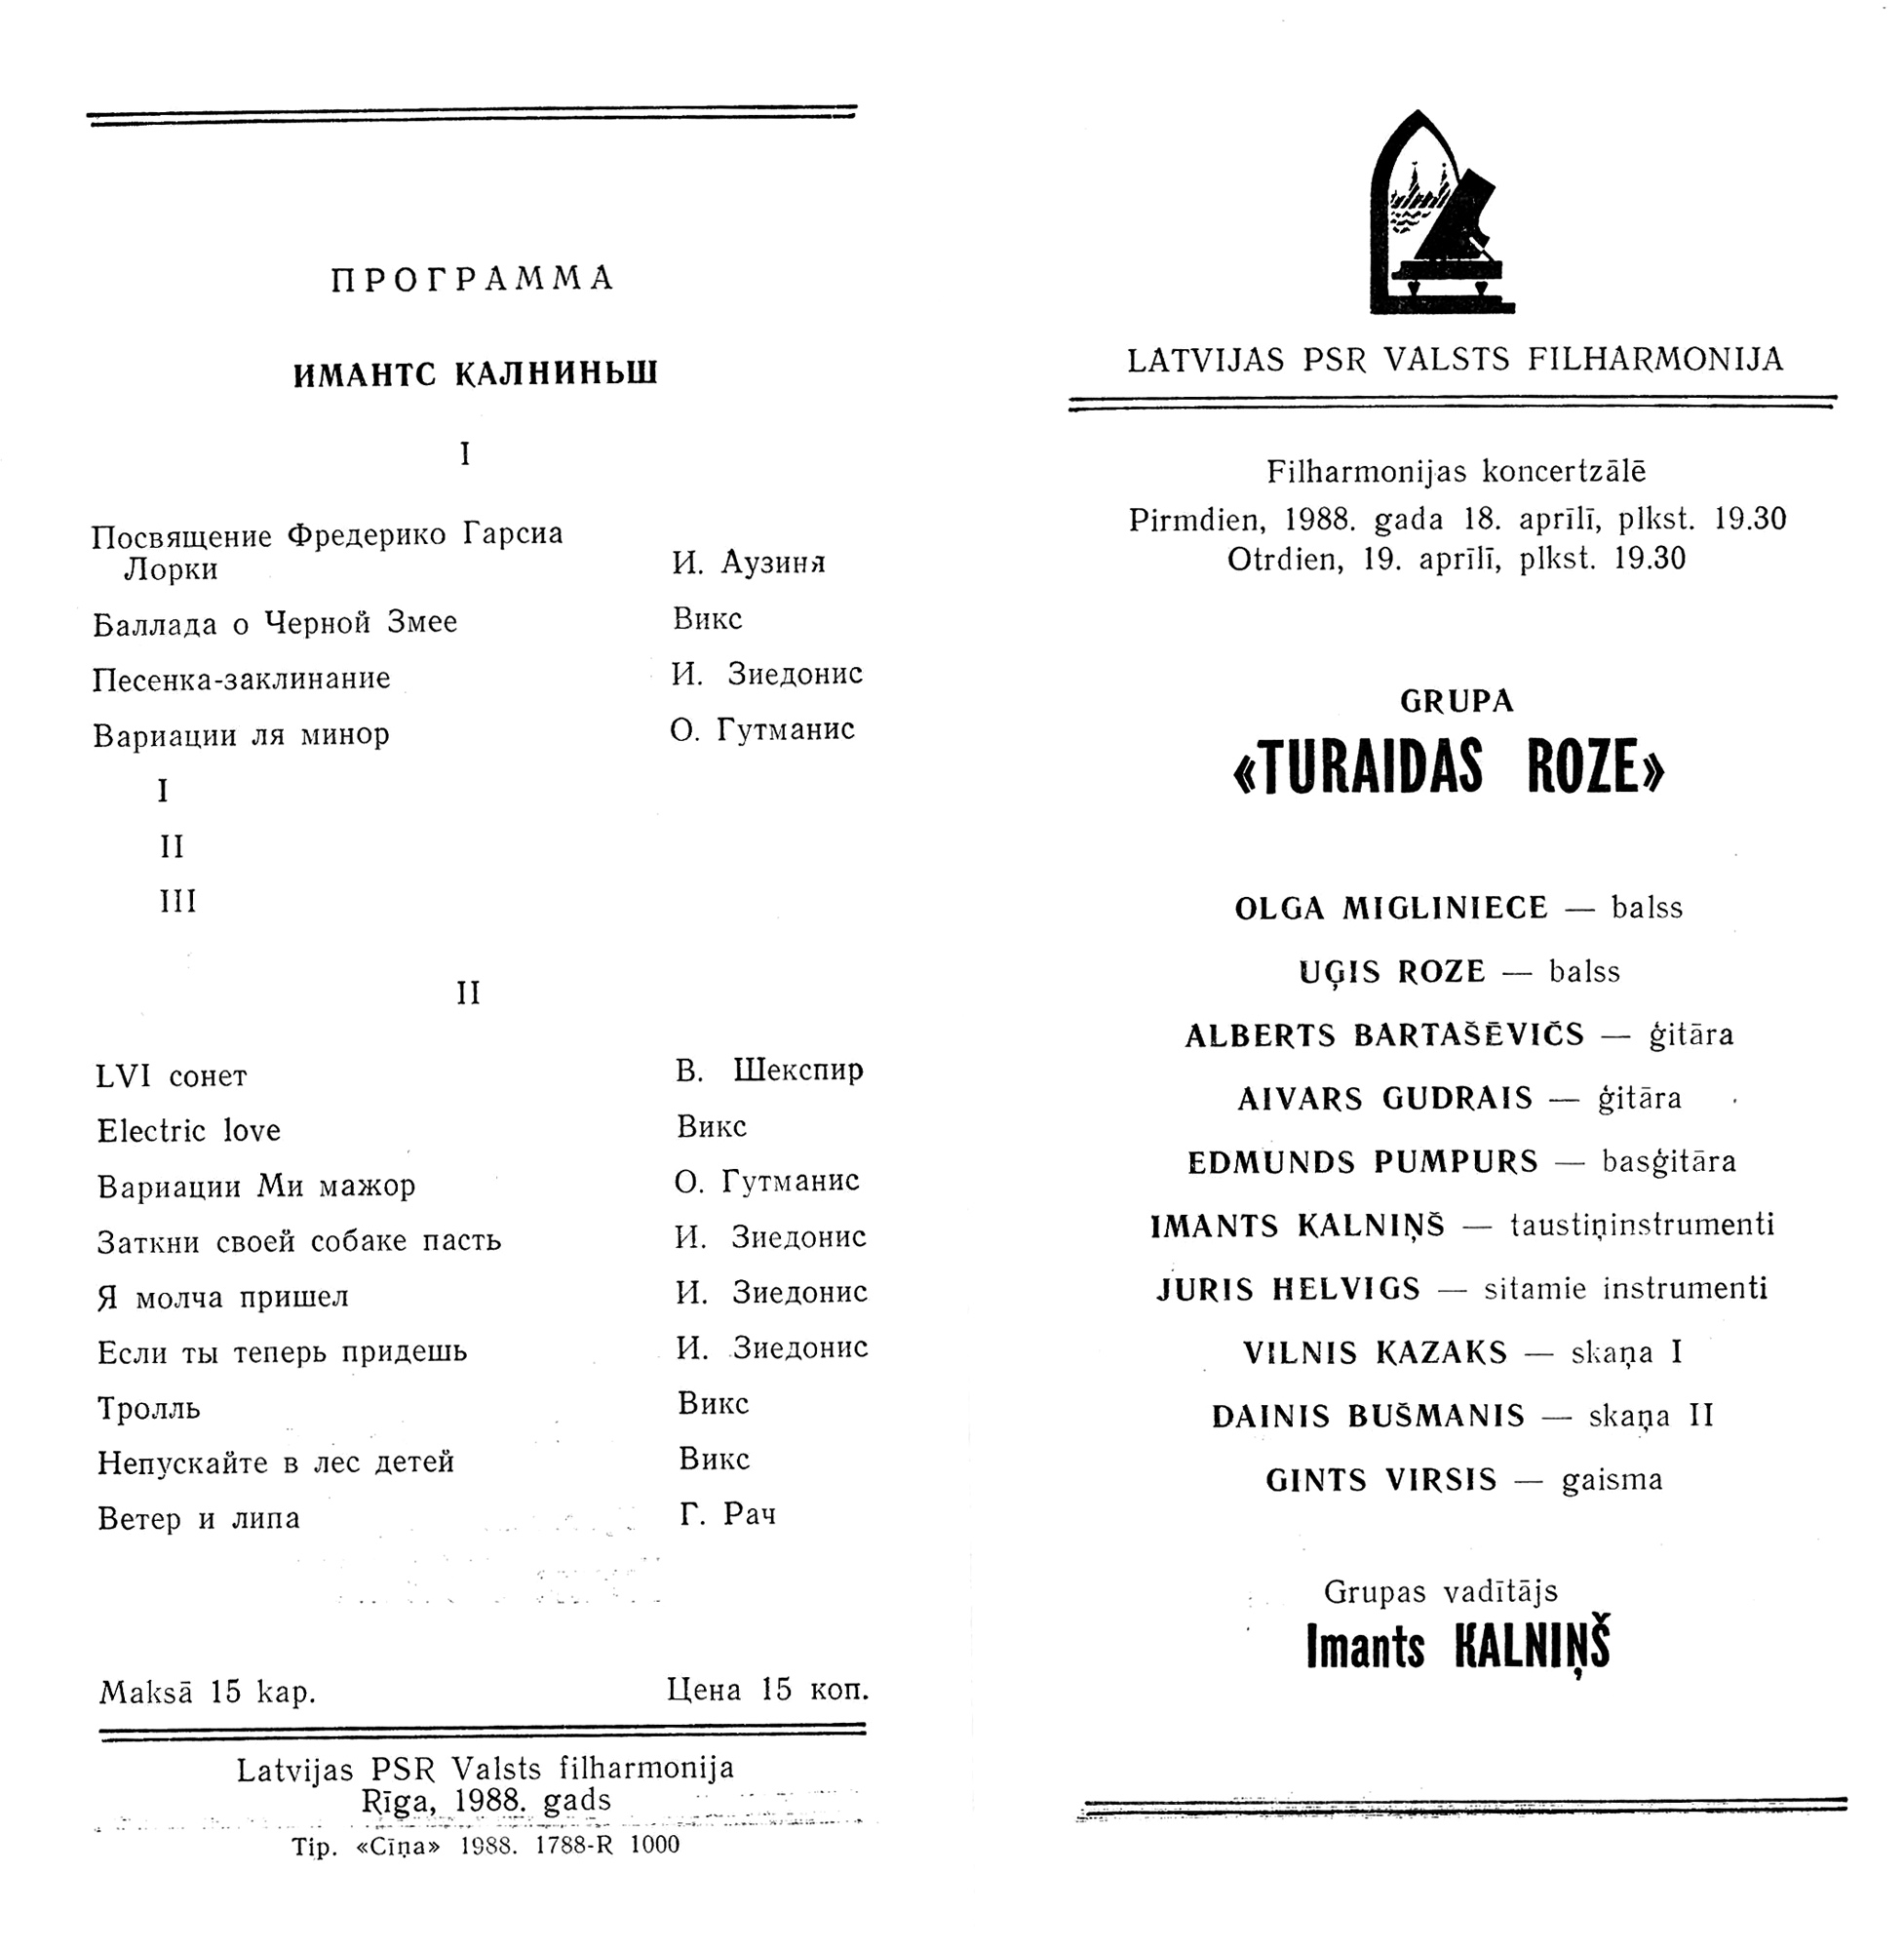 ПРОГРАММА
ИМАНТС КАЛНИНЬШ
I
Посвящение Фредерико Гарсиа
Лорки И. Аузиня
Баллада о Черной Змее Викс
Песенка-заклинание И. Зиедонис
Вариации ля минор О. Гутманис
I
II
III
II
LVI сонет В. Шекспир
Electric love Викс
Вариации Ми мажор О. Гутманис
Заткни своей собаке пасть И. Зиедонис
Я молча пришел И. Зиедонис
Если ты теперь придешь И. Зиедонис
Тролль Викс
Непускайте в лес детей Викс
Ветер и липа Г. Рач
Maksā 15 kap. Цена 15 коп.
Latvijas PSR Valsts filharmonija
Rīga, 1988. gads
Tip. «Cīņa» 1988. 1788-R 1000
LATVIJAS PSR VALSTS FILHARMONIJA
Filharmonijas koncertzālē
Pirmdien, 1988. gada 18. aprīlī, plkst. 19.30
Otrdien, 19. aprīlī, plkst. 19.30
GRUPA
«TURAIDAS ROZE»
OLGA MIGLINIECE — balss
UĢIS ROZE — balss
ALBERTS BARTAŠĒVIČS — ģitāra
AIVARS GUDRAIS — ģitāra
EDMUNDS PUMPURS — basģitāra
IMANTS KALNIŅŠ — taustiņinstrumenti
JURIS HELVIGS — sitamie instrumenti
VILNIS KAZAKS — skaņa I
DAINIS BUŠMANIS — skaņa II
GINTS VIRSIS — gaisma
Grupas vadītājs
Imants KALNIŅŠ